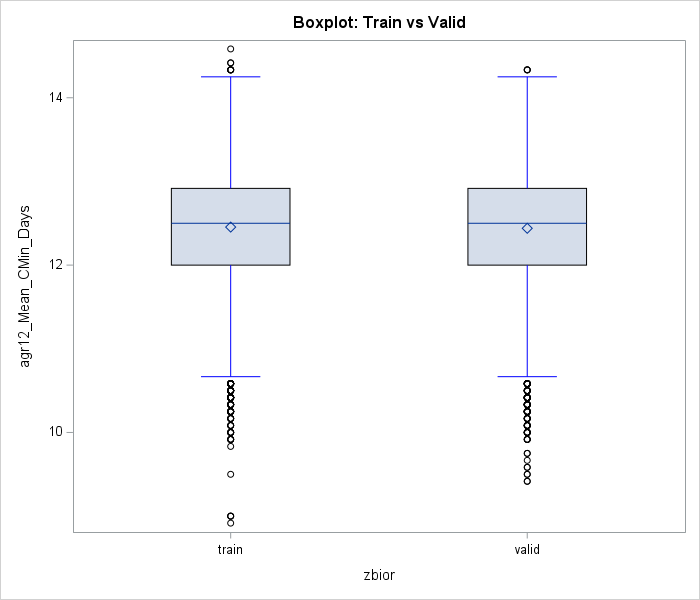 Boxplot: Train vs Valid
agr12_Mean_CMin_Days
14
12
10
train
valid
zbior